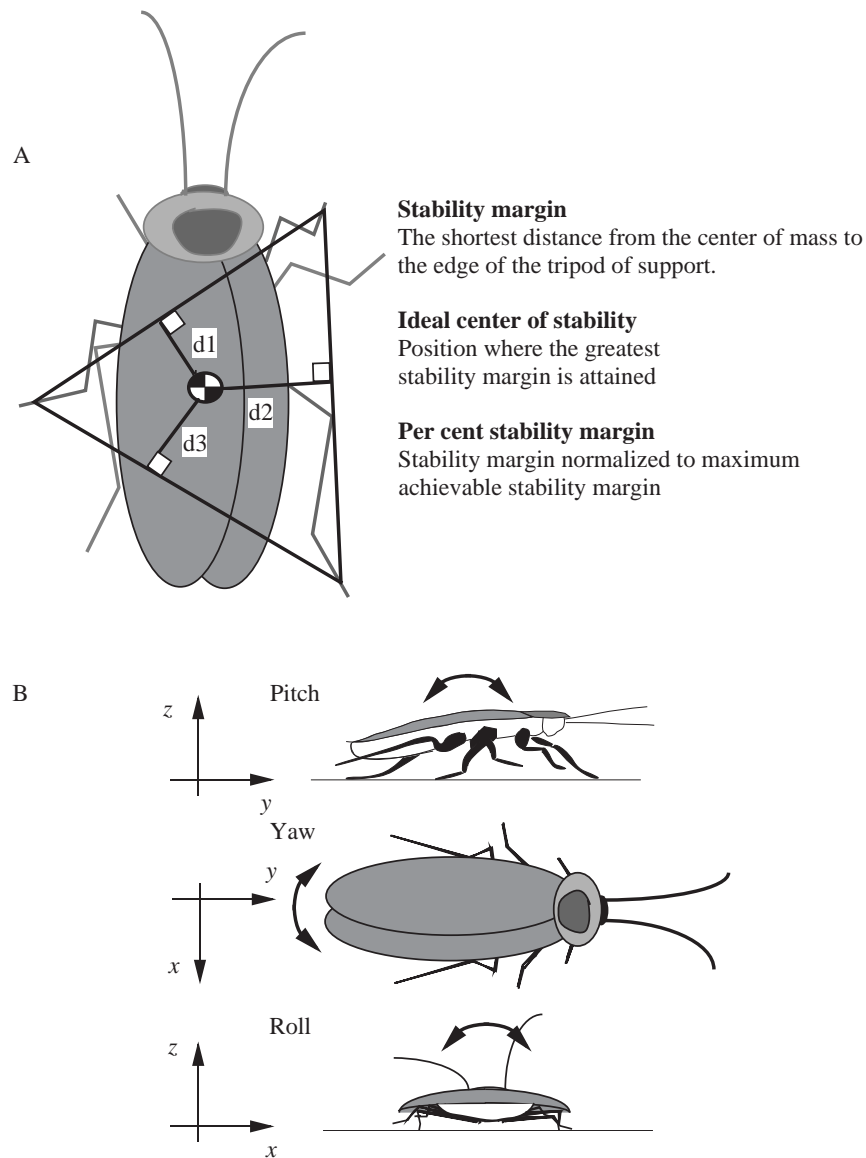 A
Stability margin
The shortest distance from the center of mass to
the edge of the tripod of support.
Ideal center of stability
Position where the greatest
stability margin is attained
Per cent stability margin
Stability margin normalized to maximum
achievable stability margin
d1
d2
d3
B
Pitch
z
y
Yaw
y
x
Roll
z
x